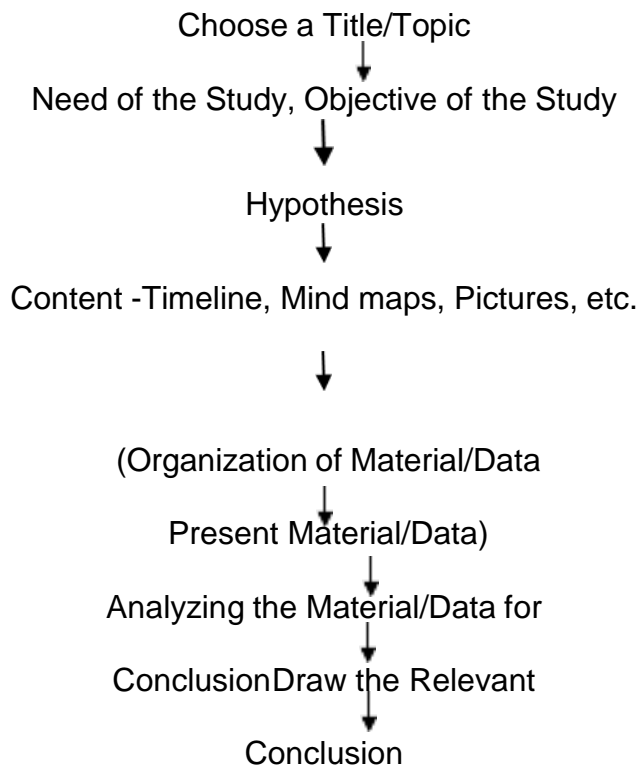 Choose a Title/Topic
Need of the Study, Objective of the Study
Hypothesis
Content -Timeline, Mind maps, Pictures, etc.
(Organization of Material/Data
Present Material/Data)
Analyzing the Material/Data for
ConclusionDraw the Relevant
Conclusion